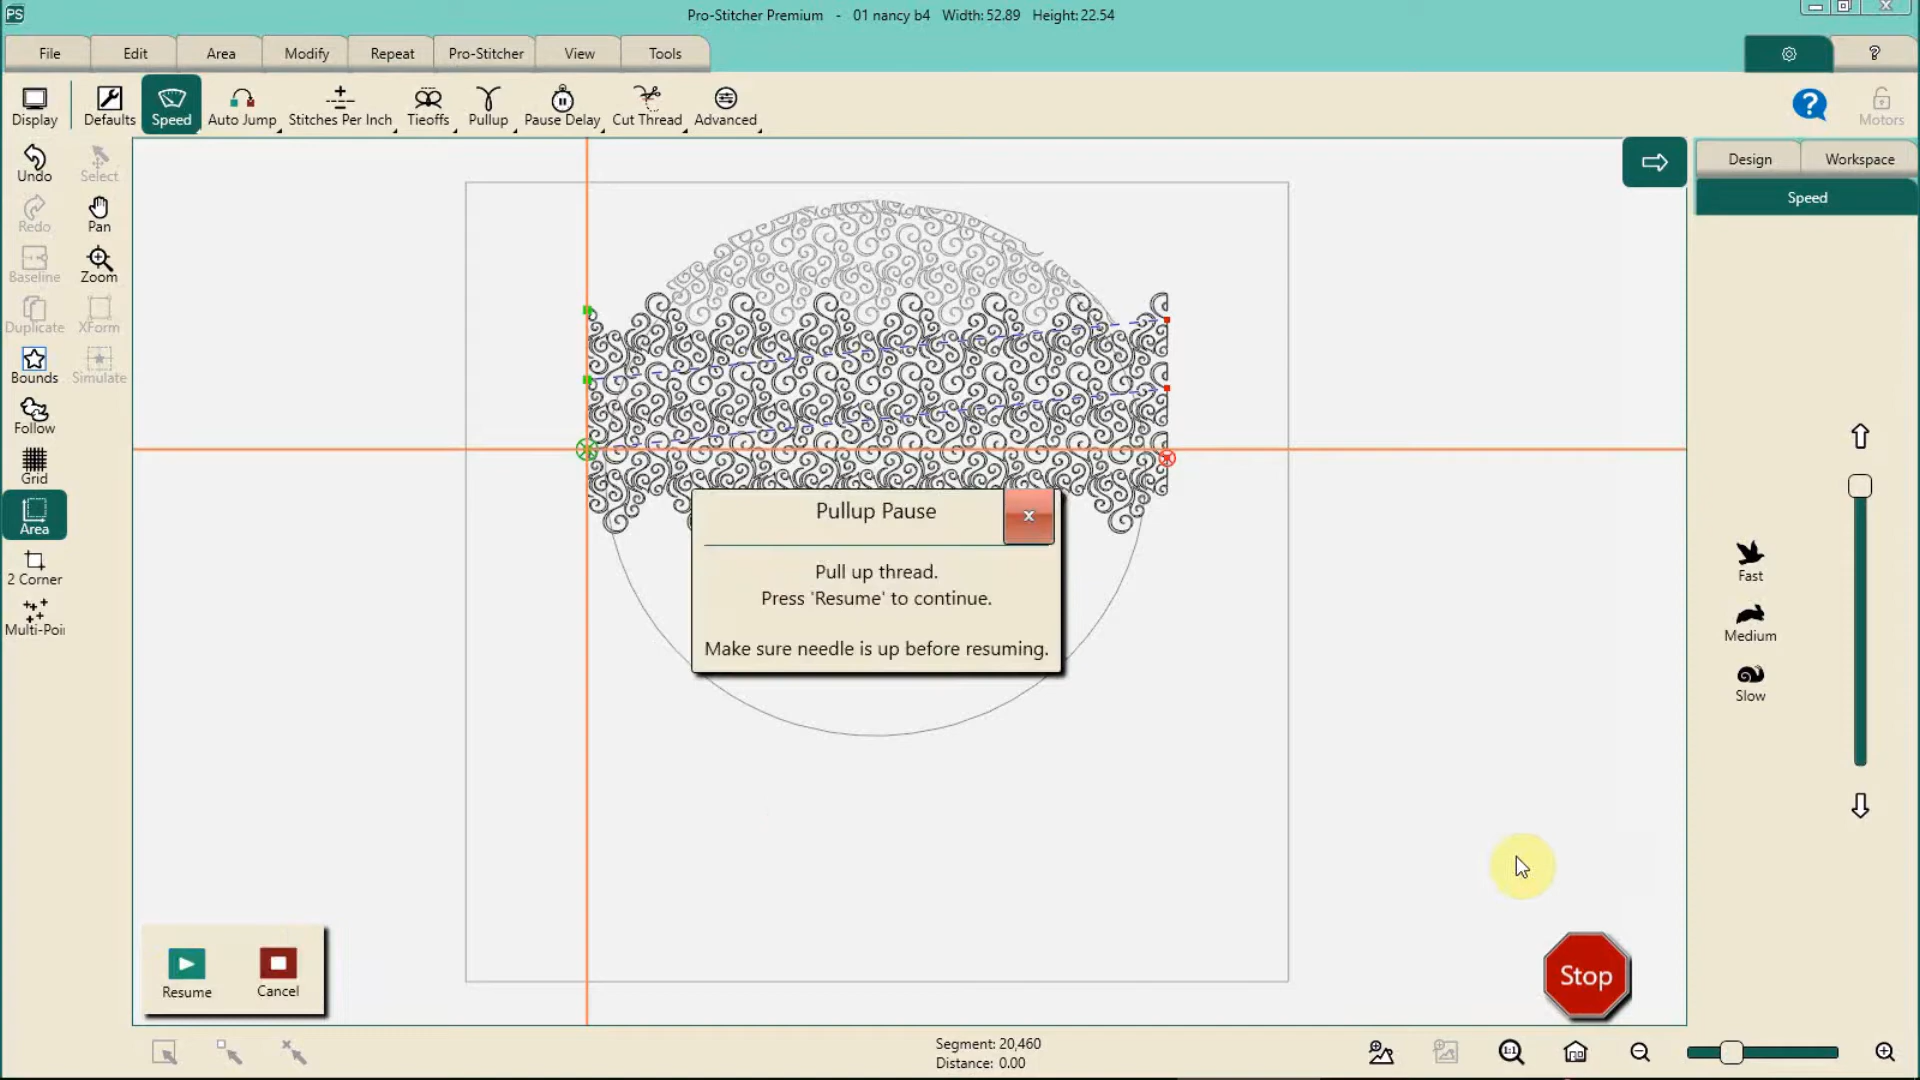 PS
Pro-Stitcher Premium - 01 nancy b4 Width: 52.89 Height: 22.54
File Edit Area Modify Repeat Pro-Stitcher View Tools ?
Display Defaults Speed Auto Jump Stitches Per Inch Tieoffs Pullup Pause Delay Cut Thread Advanced ? Motors
Undo Select
Redo Pan
Baseline Zoom
Duplicate XForm
Bounds Simulate
Follow
Grid
Area
2 Corner
Multi-Poi
Design Workspace
Speed
Fast
Medium
Slow
Pullup Pause
x
Pull up thread.
Press 'Resume' to continue.
Make sure needle is up before resuming.
Resume Cancel
Stop
Segment: 20,460
Distance: 0.00
1:1